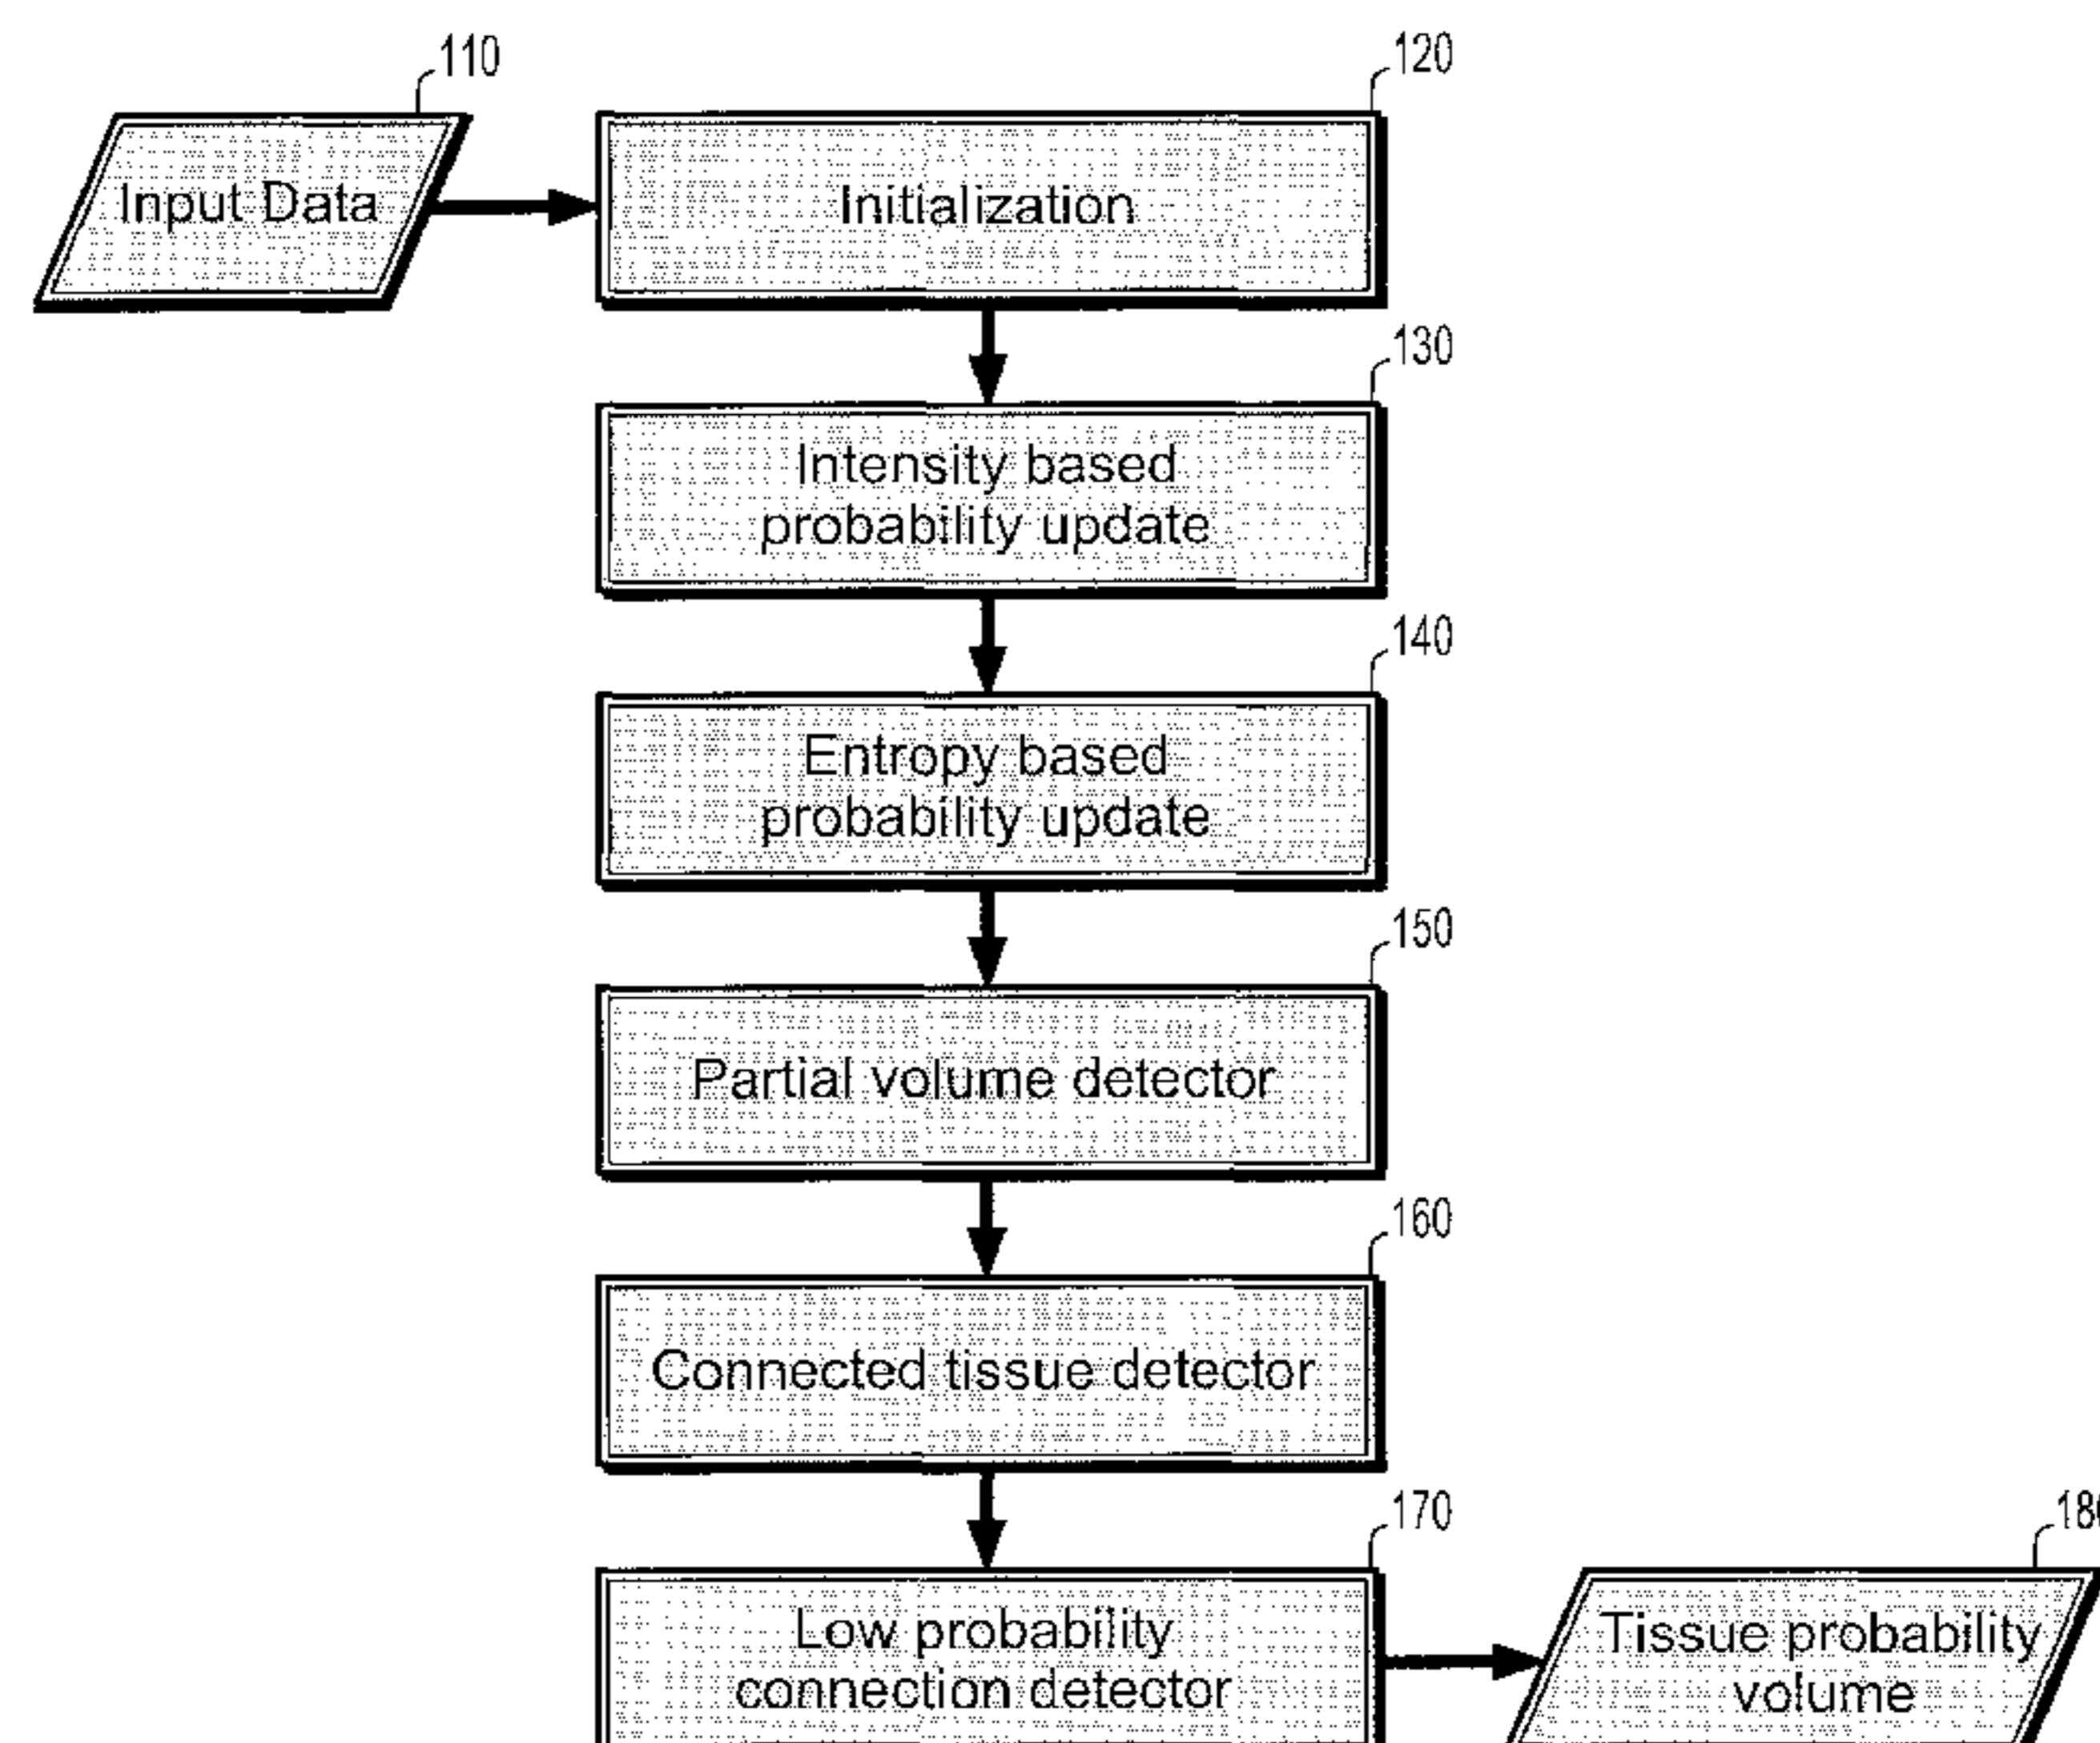 110
120
Input Data
Initialization
130
Intensity based
probability update
140
Entropy based
probability update
150
Partial volume detector
160
Connected tissue detector
170
Low probability
connection detector
Tissue probability
volume